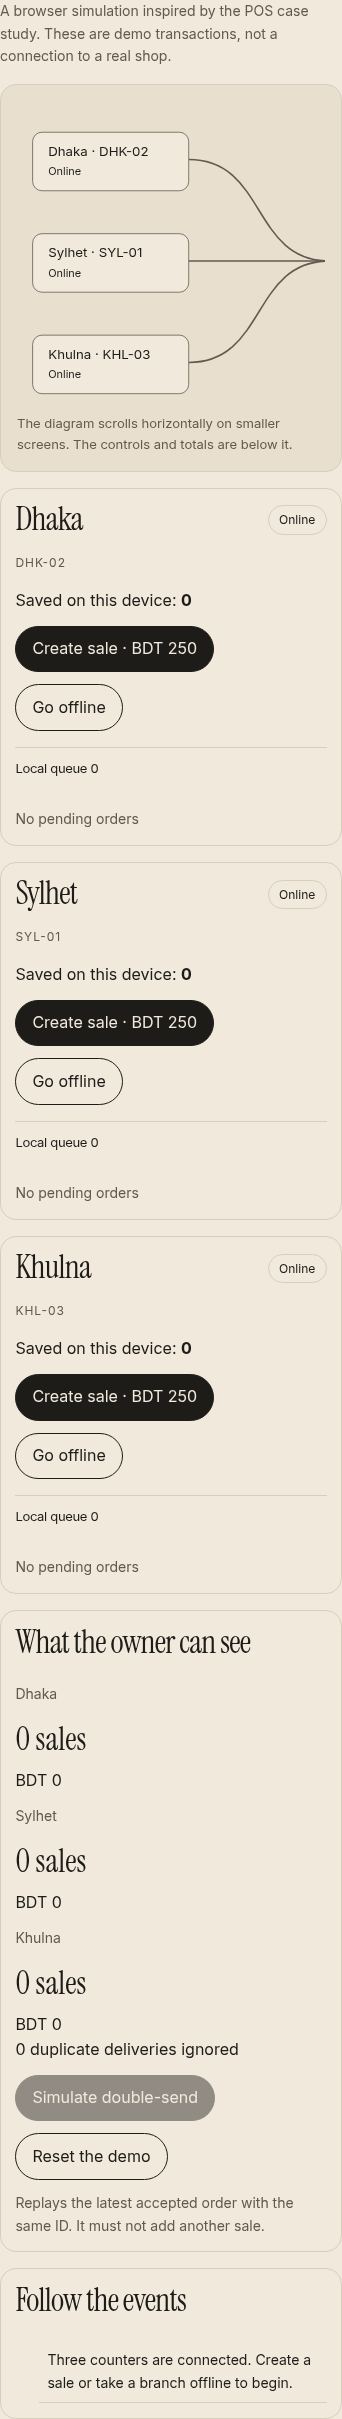 A browser simulation inspired by the POS case
study. These are demo transactions, not a
connection to a real shop.
Dhaka · DHK-02
Online
Sylhet · SYL-01
Online
Khulna · KHL-03
Online
The diagram scrolls horizontally on smaller
screens. The controls and totals are below it.
Dhaka
Online
DHK-02
Saved on this device: 0
Create sale · BDT 250
Go offline
Local queue 0
No pending orders
Sylhet
Online
SYL-01
Saved on this device: 0
Create sale · BDT 250
Go offline
Local queue 0
No pending orders
Khulna
Online
KHL-03
Saved on this device: 0
Create sale · BDT 250
Go offline
Local queue 0
No pending orders
What the owner can see
Dhaka
0 sales
BDT 0
Sylhet
0 sales
BDT 0
Khulna
0 sales
BDT 0
0 duplicate deliveries ignored
Simulate double-send
Reset the demo
Replays the latest accepted order with the
same ID. It must not add another sale.
Follow the events
Three counters are connected. Create a
sale or take a branch offline to begin.